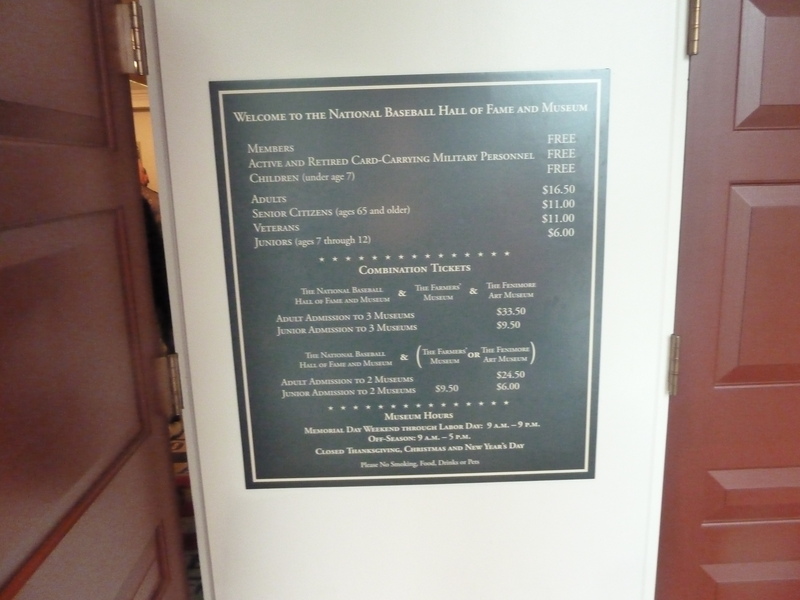 Welcome to the National Baseball Hall of Fame and Museum
Members FREE
Active and Retired Card-Carrying Military Personnel FREE
Children (under age 7) FREE
Adults $16.50
Senior Citizens (ages 65 and older) $11.00
Veterans $11.00
Juniors (ages 7 through 12) $6.00
Combination Tickets
The National Baseball Hall of Fame and Museum & The Farmers' Museum & The Fenimore Art Museum
Adult Admission to 3 Museums $33.50
Junior Admission to 3 Museums $9.50
The National Baseball Hall of Fame and Museum & (The Farmers' Museum or The Fenimore Art Museum)
Adult Admission to 2 Museums $24.50
Junior Admission to 2 Museums $9.50 $6.00
Museum Hours
Memorial Day Weekend through Labor Day: 9 a.m. – 9 p.m.
Off-Season: 9 a.m. – 5 p.m.
Closed Thanksgiving, Christmas and New Year's Day
Please No Smoking, Food, Drinks or Pets